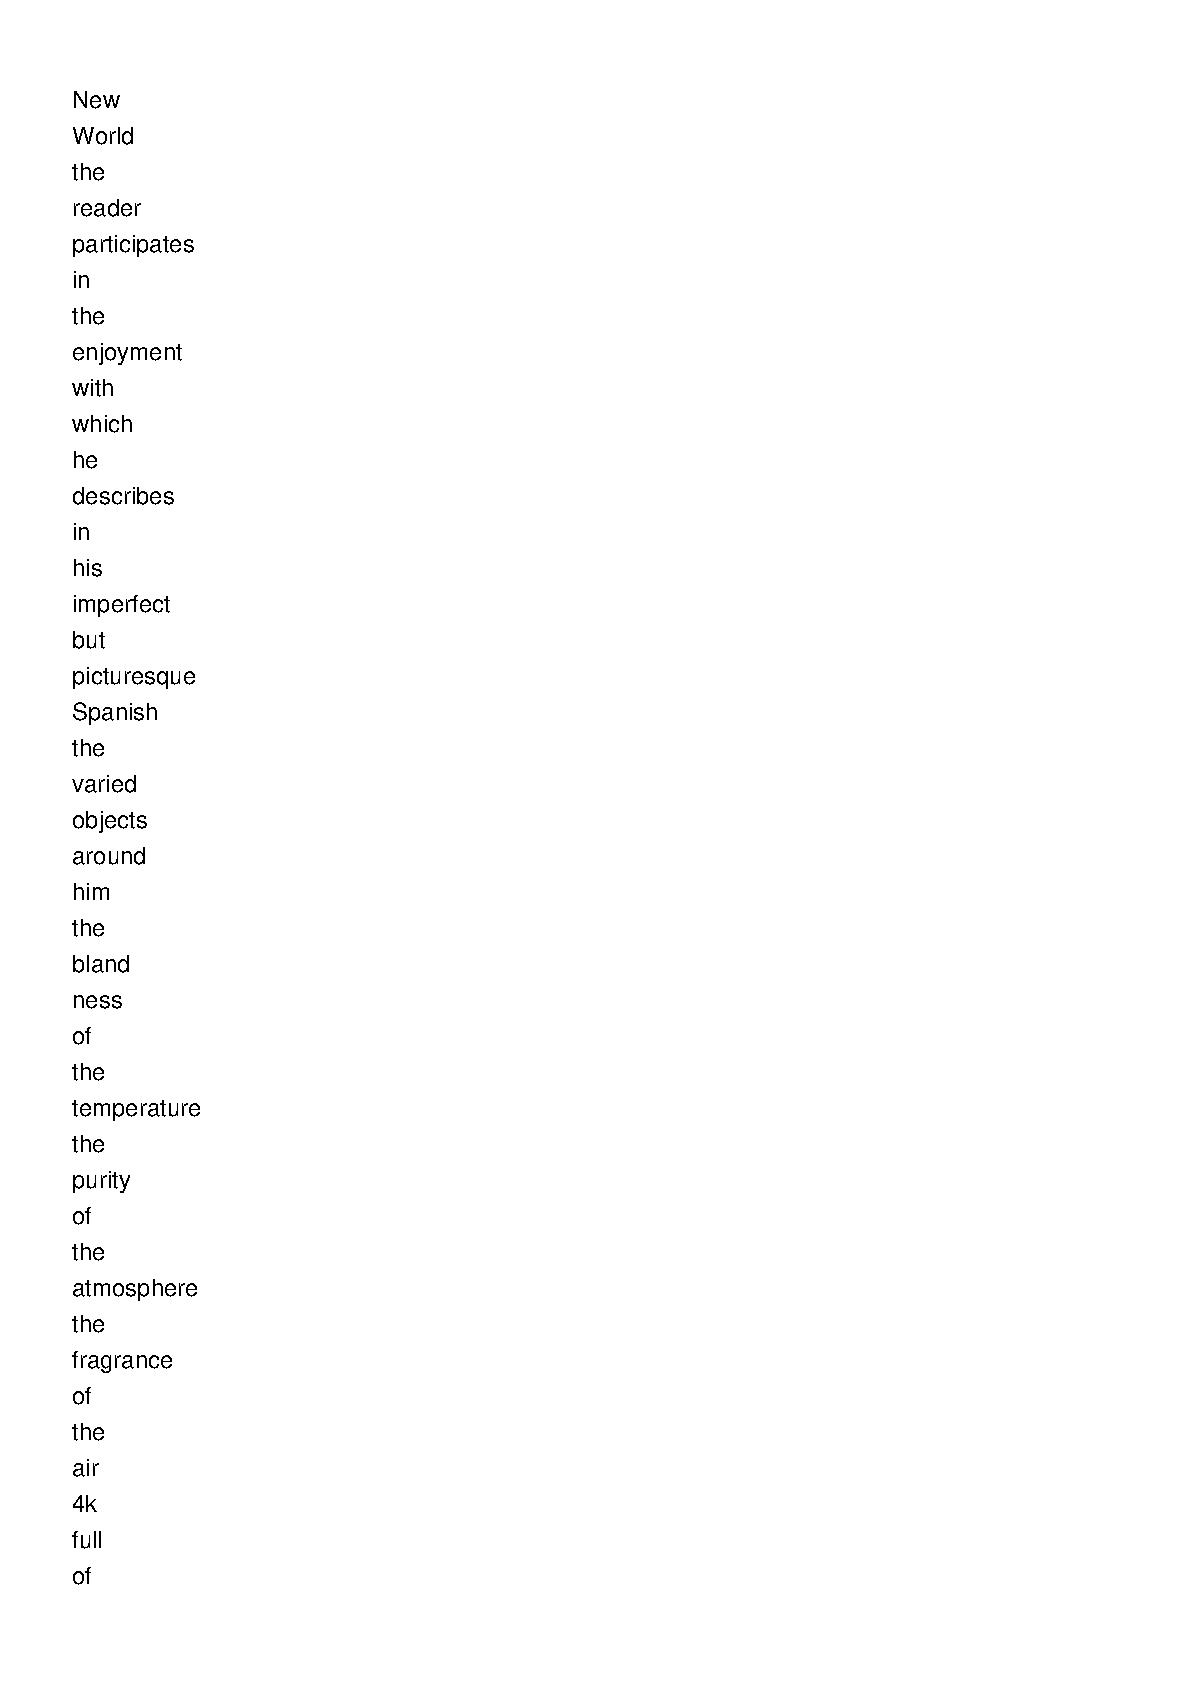 New
World
the
reader
participates
in
the
enjoyment
with
which
he
describes
in
his
imperfect
but
picturesque
Spanish
the
varied
objects
around
him
the
bland
ness
of
the
temperature
the
purity
of
the
atmosphere
the
fragrance
of
the
air
4k
full
of